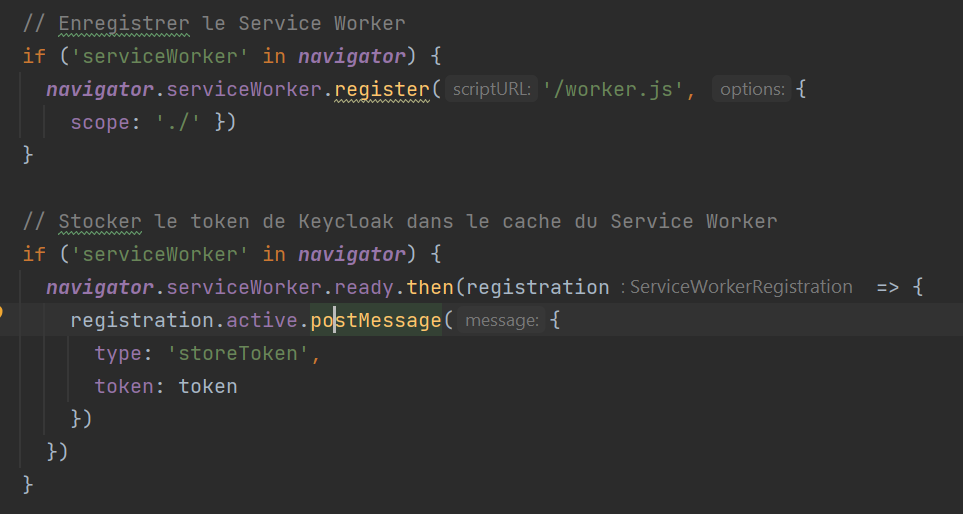 // Enregistrer le Service Worker
if ('serviceWorker' in navigator) {
navigator.serviceWorker.register( scriptURL: '/worker.js', options: {
scope: './' })
}
// Stocker le token de Keycloak dans le cache du Service Worker
if ('serviceWorker' in navigator) {
navigator.serviceWorker.ready.then(registration : ServiceWorkerRegistration => {
registration.active.postMessage( message: {
type: 'storeToken',
token: token
})
})
}